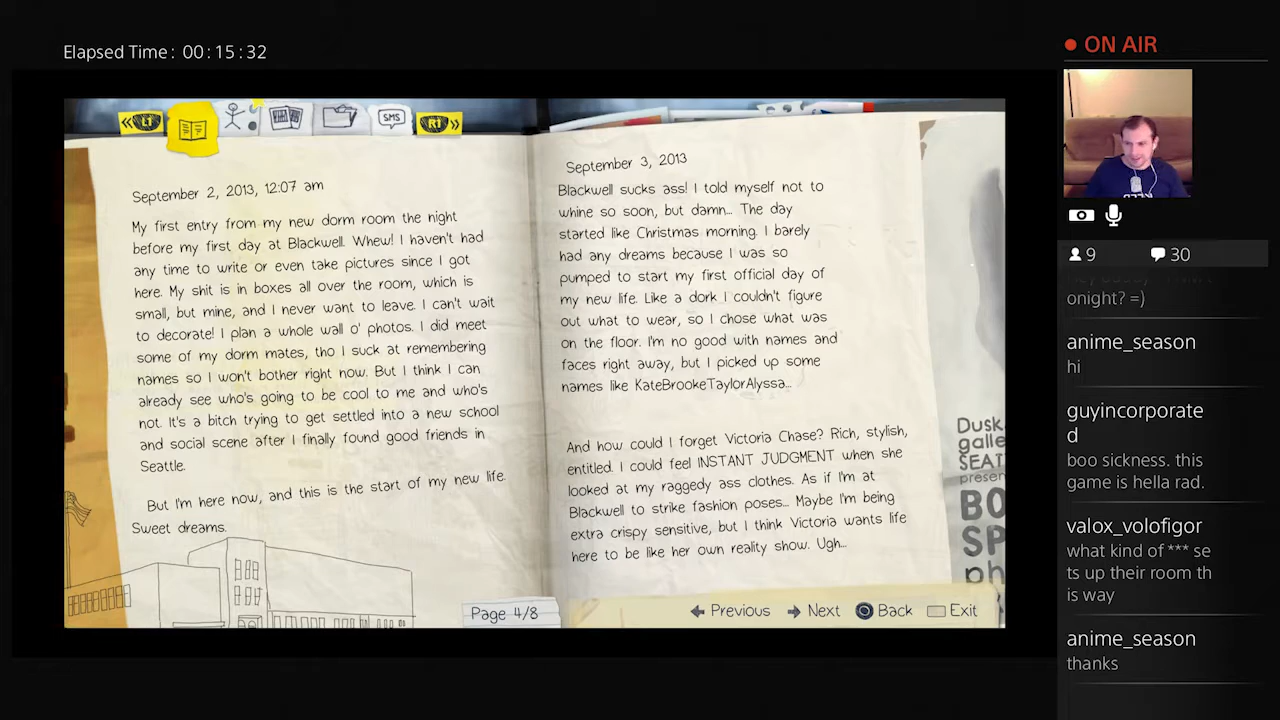 Elapsed Time: 00:15:32
ON AIR
LT
SMS
R1
September 2, 2013, 12:07 am
My first entry from my new dorm room the night
before my first day at Blackwell. Whew! I haven't had
any time to write or even take pictures since I got
here. My shit is in boxes all over the room, which is
small, but mine, and I never want to leave. I can't wait
to decorate! I plan a whole wall o' photos. I did meet
some of my dorm mates, tho I suck at remembering
names so I won't bother right now. But I think I can
already see who's going to be cool to me and who's
not. It's a bitch trying to get settled into a new school
and social scene after I finally found good friends in
Seattle.
But I'm here now, and this is the start of my new life.
Sweet dreams.
September 3, 2013
Blackwell sucks ass! I told myself not to
whine so soon, but damn... The day
started like Christmas morning. I barely
had any dreams because I was so
pumped to start my first official day of
my new life. Like a dork I couldn't figure
out what to wear, so I chose what was
on the floor. I'm no good with names and
faces right away, but I picked up some
names like KateBrookeTaylorAlyssa...
And how could I forget Victoria Chase? Rich, stylish,
entitled. I could feel INSTANT JUDGMENT when she
looked at my raggedy ass clothes. As if I'm at
Blackwell to strike fashion poses... Maybe I'm being
extra crispy sensitive, but I think Victoria wants life
here to be like her own reality show. Ugh...
Dusk
galle
SEAT
presen
BO
SP
ph
Page 4/8
Previous
Next
Back
Exit
9
30
onight? =)
anime_season
hi
guyincorporate
d
boo sickness. this
game is hella rad.
valox_volofigor
what kind of *** se
ts up their room th
is way
anime_season
thanks